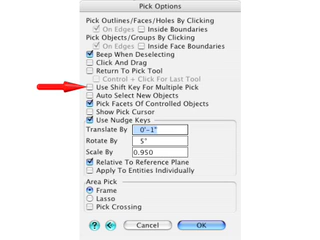 Pick Options
Pick Outlines/Faces/Holes By Clicking
On Edges Inside Boundaries
Pick Objects/Groups By Clicking
On Edges Inside Face Boundaries
Beep When Deselecting
Click And Drag
Return To Pick Tool
Control + Click For Last Tool
Use Shift Key For Multiple Pick
Auto Select New Objects
Pick Facets Of Controlled Objects
Show Pick Cursor
Use Nudge Keys
Translate By 0'-1"
Rotate By 5°
Scale By 0.950
Relative To Reference Plane
Apply To Entities Individually
Area Pick
Frame
Lasso
Pick Crossing
? Cancel OK